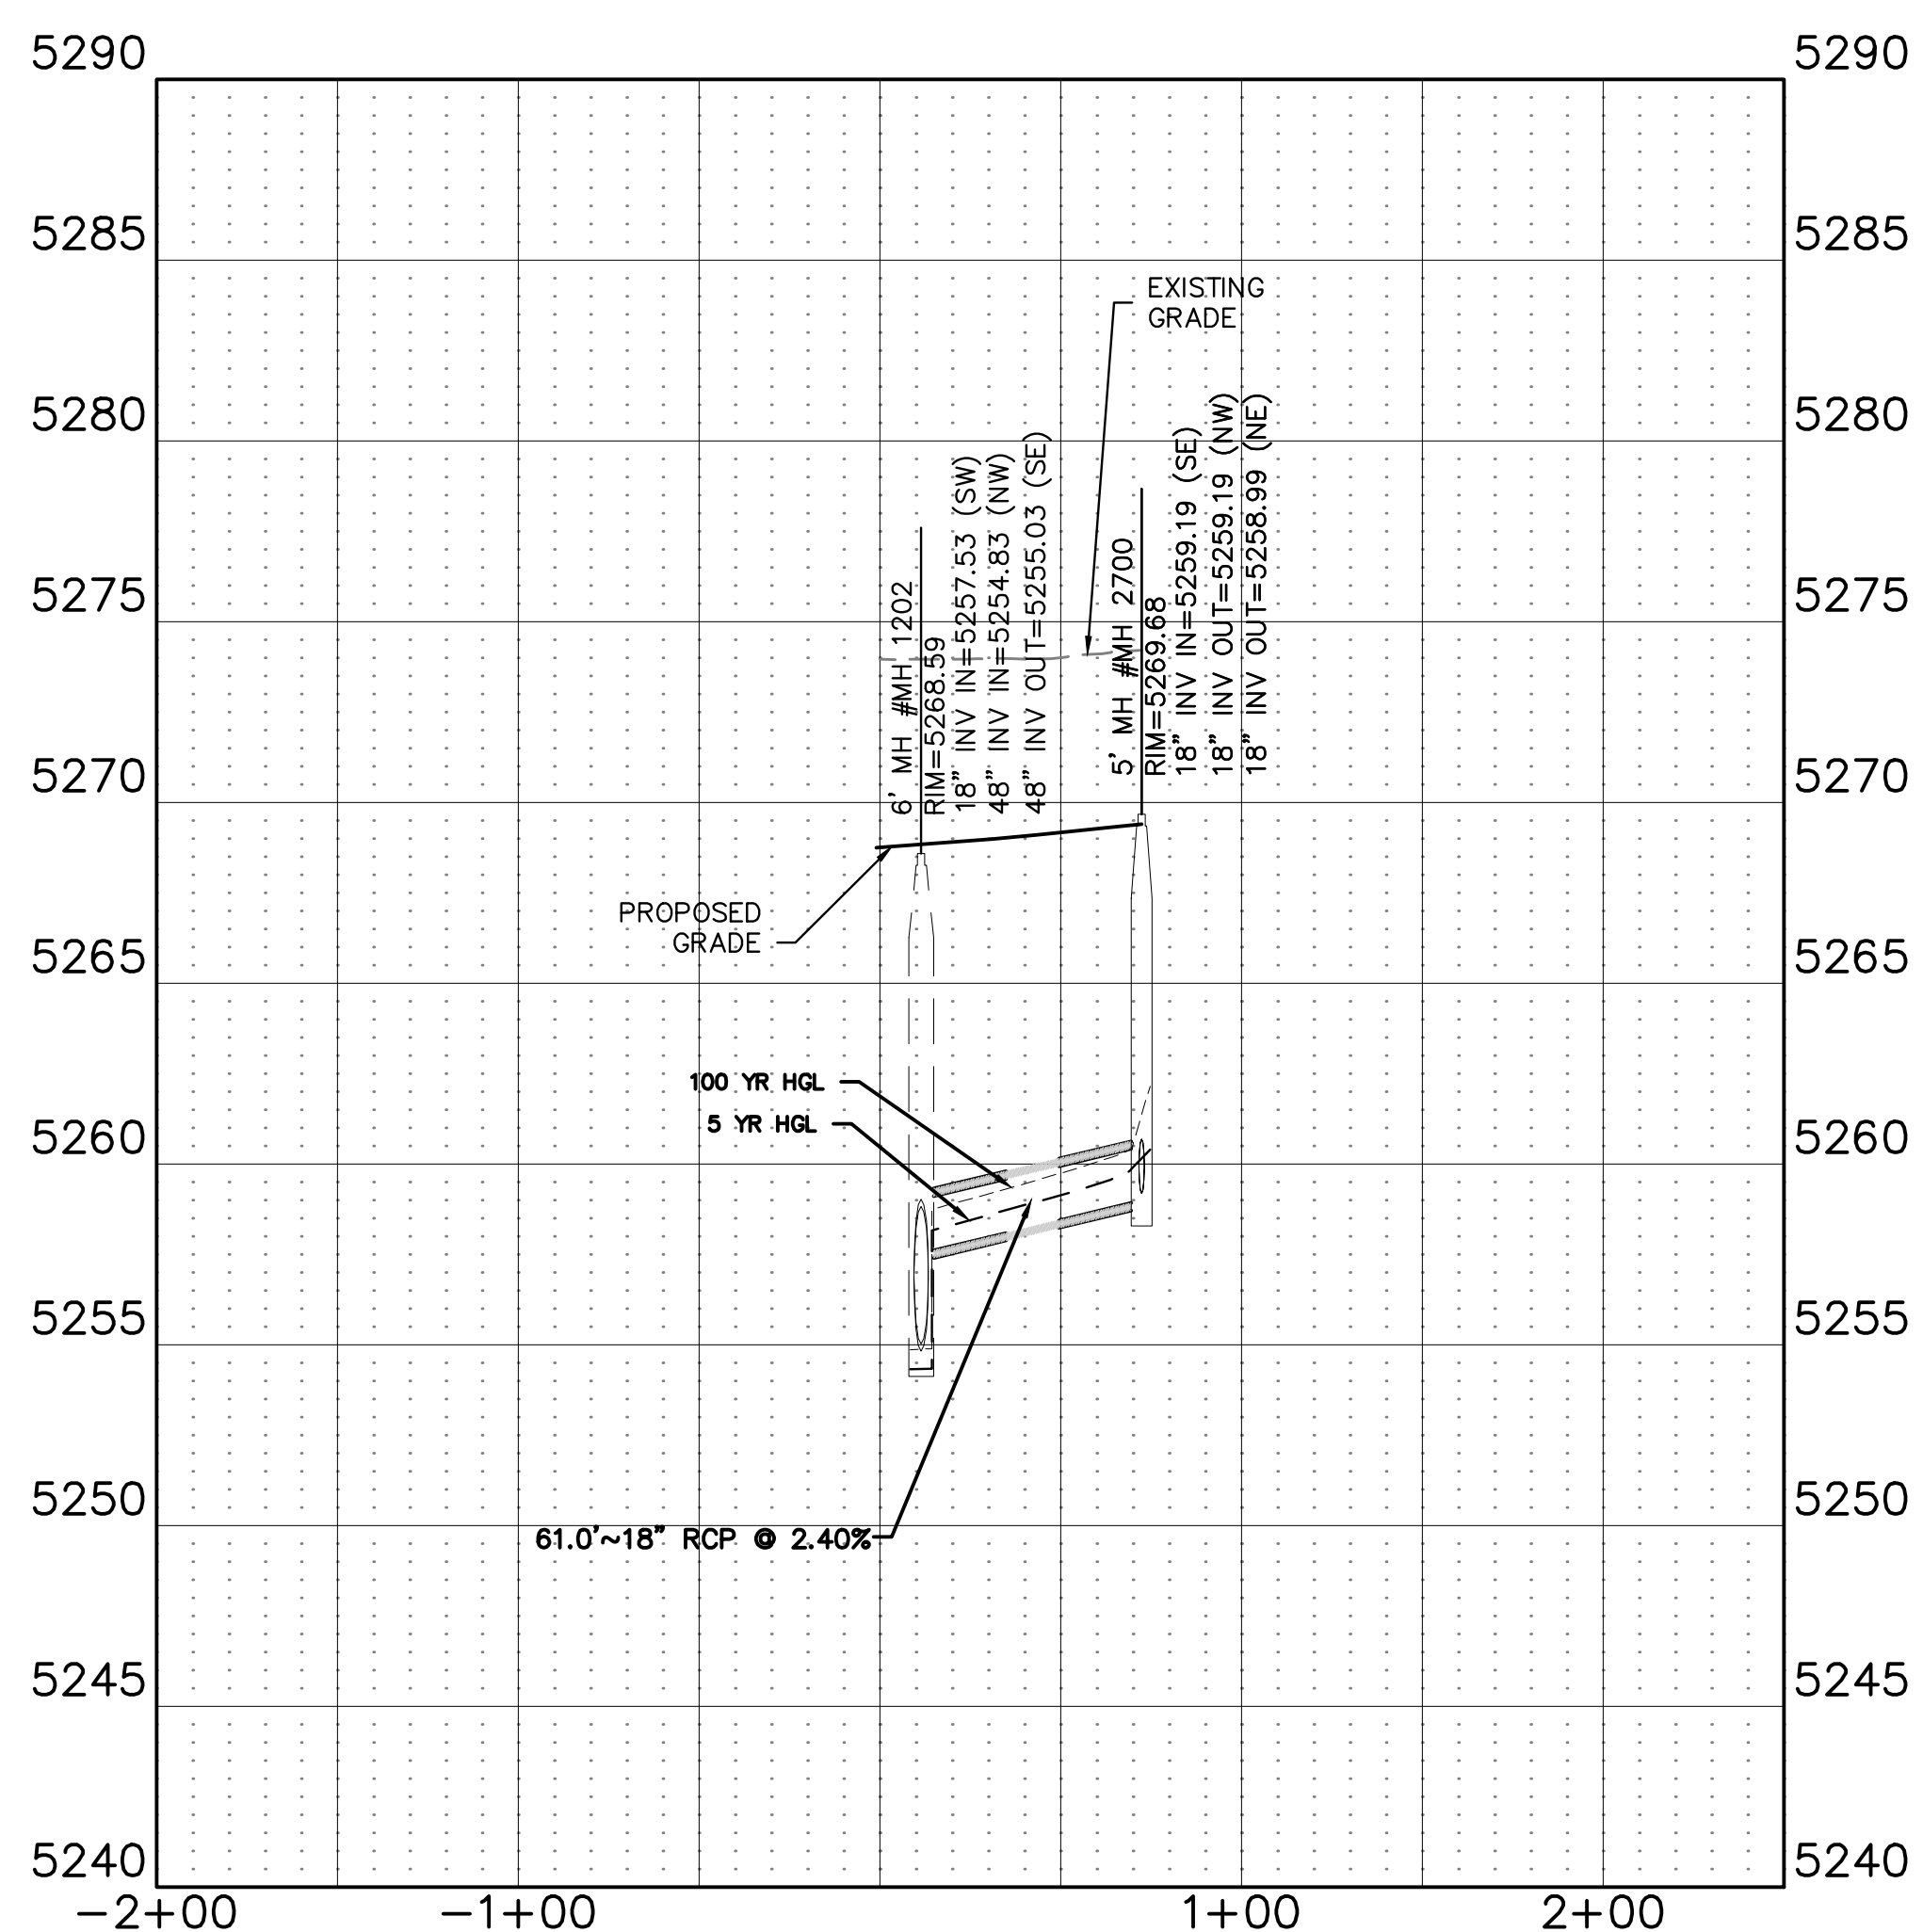 5290
5290
5285
5285
EXISTING
GRADE
5280
5280
5275
5275
6' MH #MH 1202
RIM=5268.59
18" INV IN=5257.53 (SW)
48" INV IN=5254.83 (NW)
48" INV OUT=5255.03 (SE)
5' MH #MH 2700
RIM=5269.68
18" INV IN=5259.19 (SE)
18" INV OUT=5259.19 (NW)
18" INV OUT=5258.99 (NE)
5270
5270
PROPOSED
GRADE
5265
5265
100 YR HGL
5 YR HGL
5260
5260
5255
5255
5250
5250
61.0'~18" RCP @ 2.40%
5245
5245
5240
5240
-2+00
-1+00
1+00
2+00